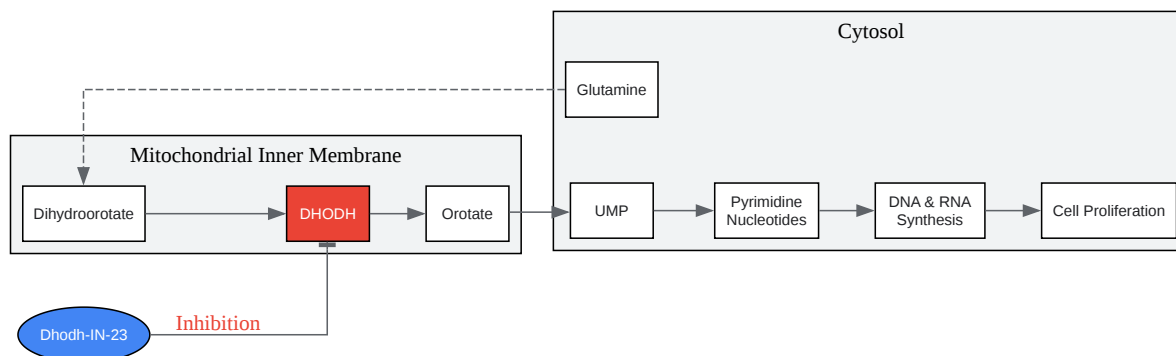 Cytosol
Glutamine
Mitochondrial Inner Membrane
Dihydroorotate
DHODH
Orotate
UMP
Pyrimidine
Nucleotides
DNA & RNA
Synthesis
Cell Proliferation
Dhodh-IN-23
Inhibition